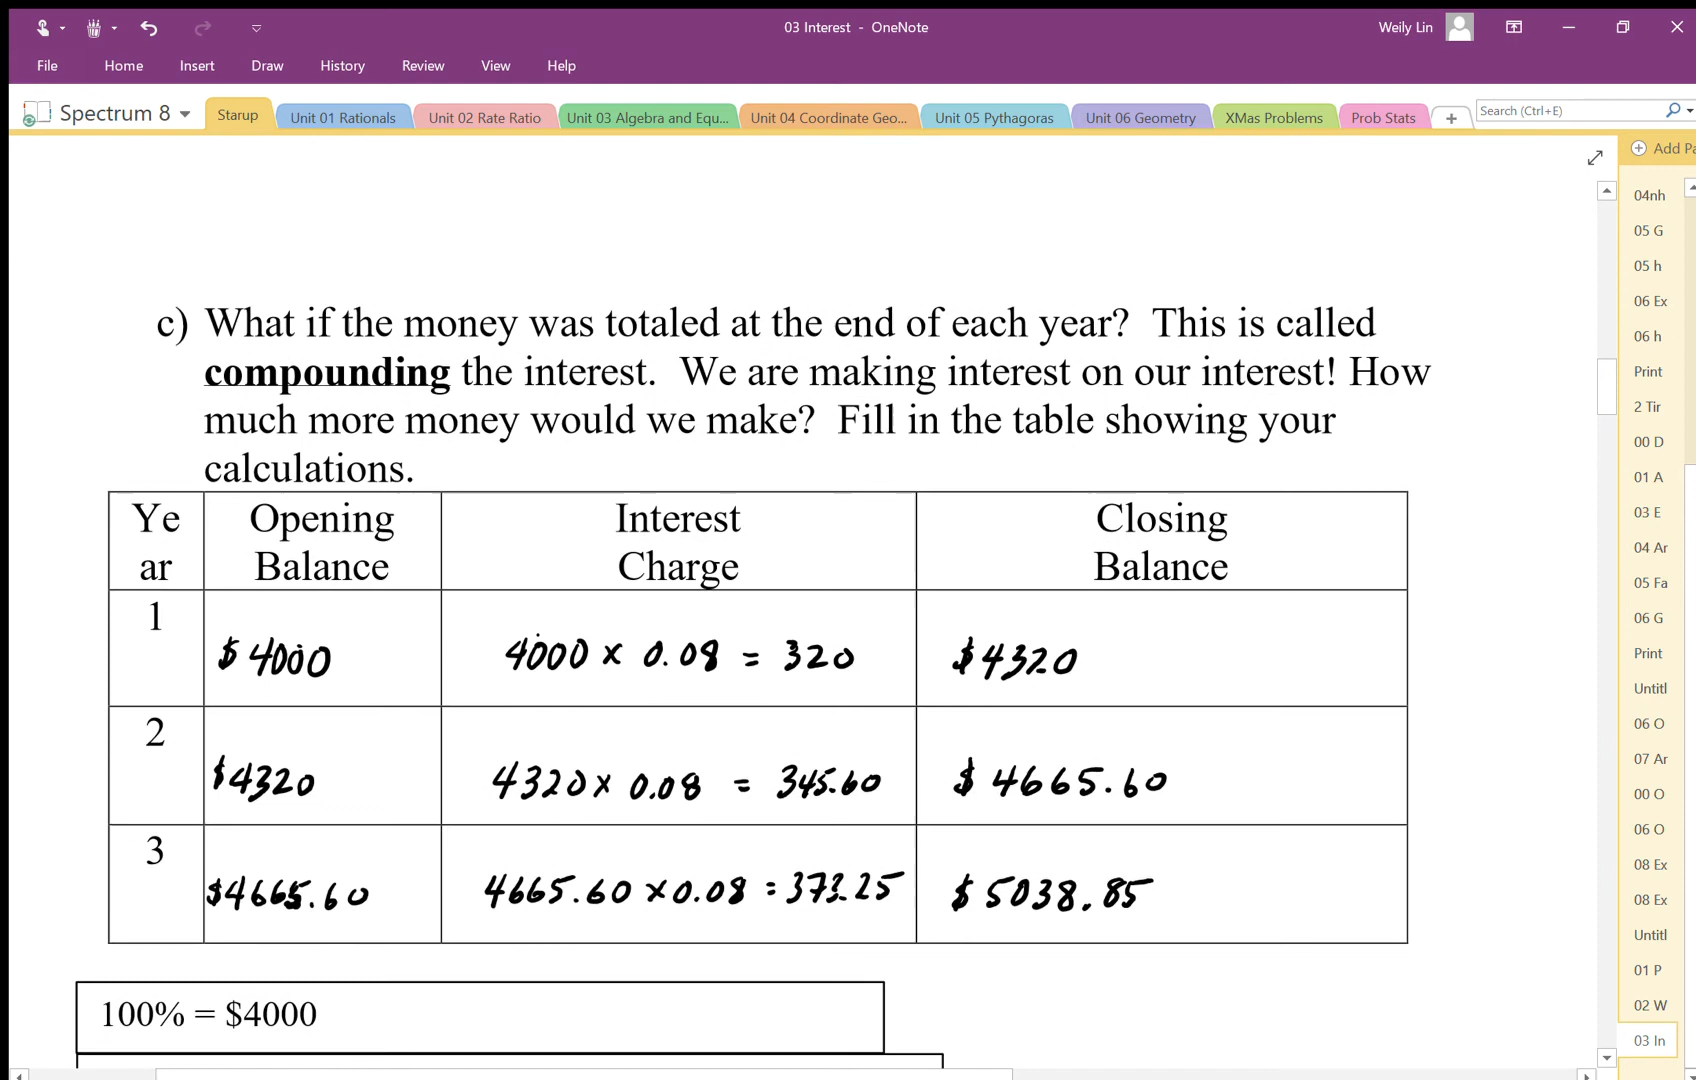 03 Interest - OneNote
Weily Lin
File Home Insert Draw History Review View Help
Spectrum 8
Starup
Unit 01 Rationals
Unit 02 Rate Ratio
Unit 03 Algebra and Equ...
Unit 04 Coordinate Geo...
Unit 05 Pythagoras
Unit 06 Geometry
XMas Problems
Prob Stats
Search (Ctrl+E)
Add Pa
04nh
05 G
05 h
06 Ex
06 h
Print
2 Tir
00 D
01 A
03 E
04 Ar
05 Fa
06 G
Print
Untitl
06 O
07 Ar
00 O
06 O
08 Ex
08 Ex
Untitl
01 P
02 W
03 In
c) What if the money was totaled at the end of each year? This is called
compounding the interest. We are making interest on our interest! How
much more money would we make? Fill in the table showing your
calculations.
Ye
ar
Opening
Balance
Interest
Charge
Closing
Balance
1
$4000
4000 x 0.08 = 320
$4320
2
$4320
4320 x 0.08 = 345.60
$4665.60
3
$4665.60
4665.60 x 0.08 = 373.25
$5038.85
100% = $4000